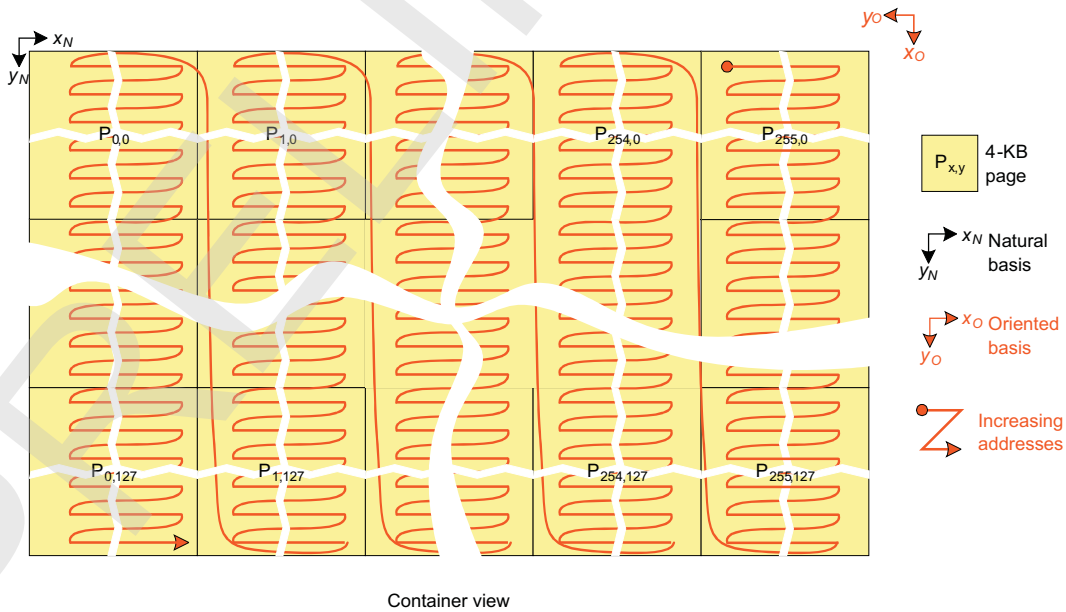 x_N
y_N
y_O
x_O
P_0,0
P_1,0
P_254,0
P_255,0
P_x,y
4-KB
page
x_N Natural
y_N basis
x_O Oriented
y_O basis
Increasing
addresses
P_0,127
P_1,127
P_254,127
P_255,127
Container view